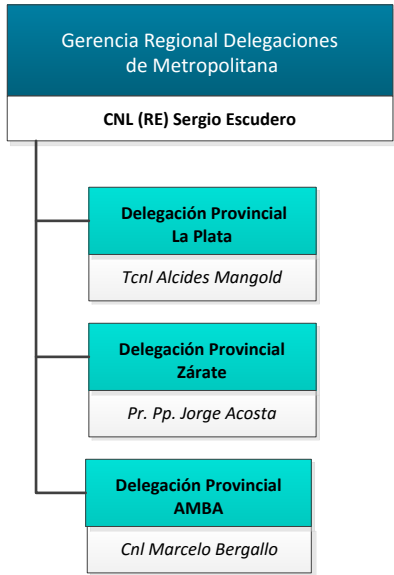 Gerencia Regional Delegaciones
de Metropolitana
CNL (RE) Sergio Escudero
Delegación Provincial
La Plata
Tcnl Alcides Mangold
Delegación Provincial
Zárate
Pr. Pp. Jorge Acosta
Delegación Provincial
AMBA
Cnl Marcelo Bergallo